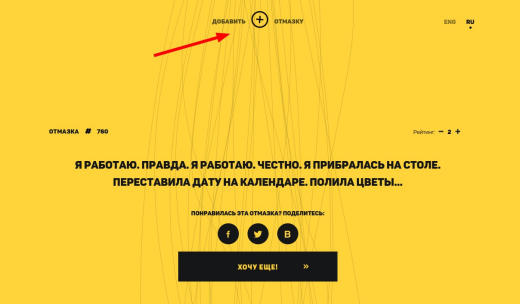 ДОБАВИТЬ + ОТМАЗКУ
ENG RU
ОТМАЗКА # 760
Рейтинг: − 2 +
Я РАБОТАЮ. ПРАВДА. Я РАБОТАЮ. ЧЕСТНО. Я ПРИБРАЛАСЬ НА СТОЛЕ.
ПЕРЕСТАВИЛА ДАТУ НА КАЛЕНДАРЕ. ПОЛИЛА ЦВЕТЫ...
ПОНРАВИЛАСЬ ЭТА ОТМАЗКА? ПОДЕЛИТЕСЬ:
f B
ХОЧУ ЕЩЕ! »